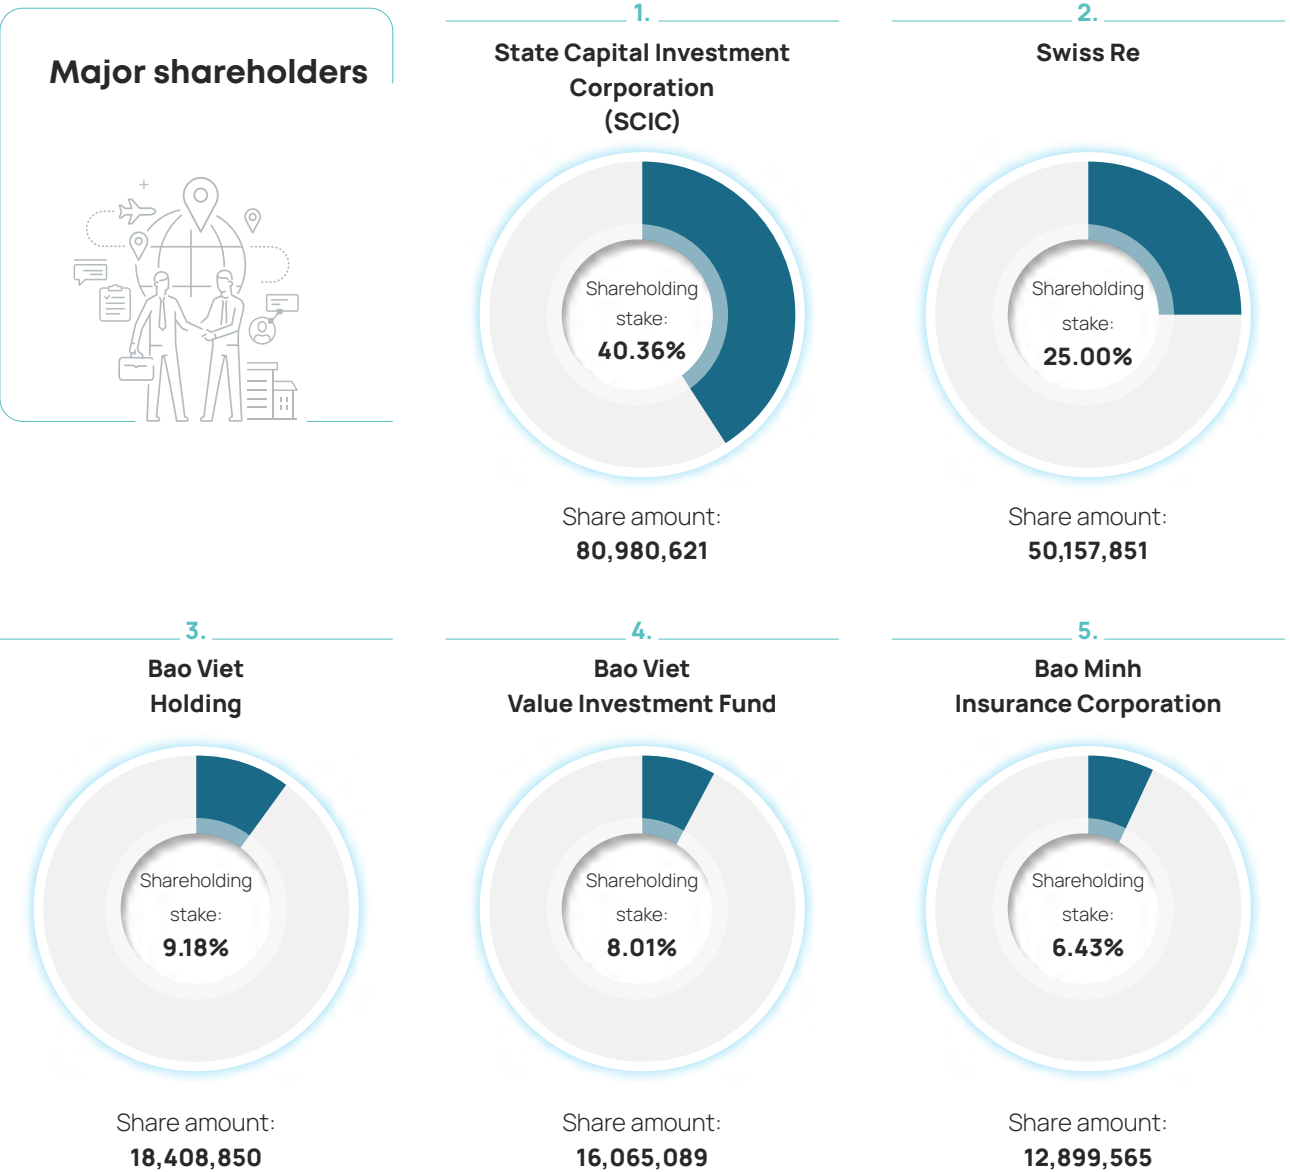 Major shareholders
1.
State Capital Investment
Corporation
(SCIC)
Shareholding
stake:
40.36%
Share amount:
80,980,621
2.
Swiss Re
Shareholding
stake:
25.00%
Share amount:
50,157,851
3.
Bao Viet
Holding
Shareholding
stake:
9.18%
Share amount:
18,408,850
4.
Bao Viet
Value Investment Fund
Shareholding
stake:
8.01%
Share amount:
16,065,089
5.
Bao Minh
Insurance Corporation
Shareholding
stake:
6.43%
Share amount:
12,899,565